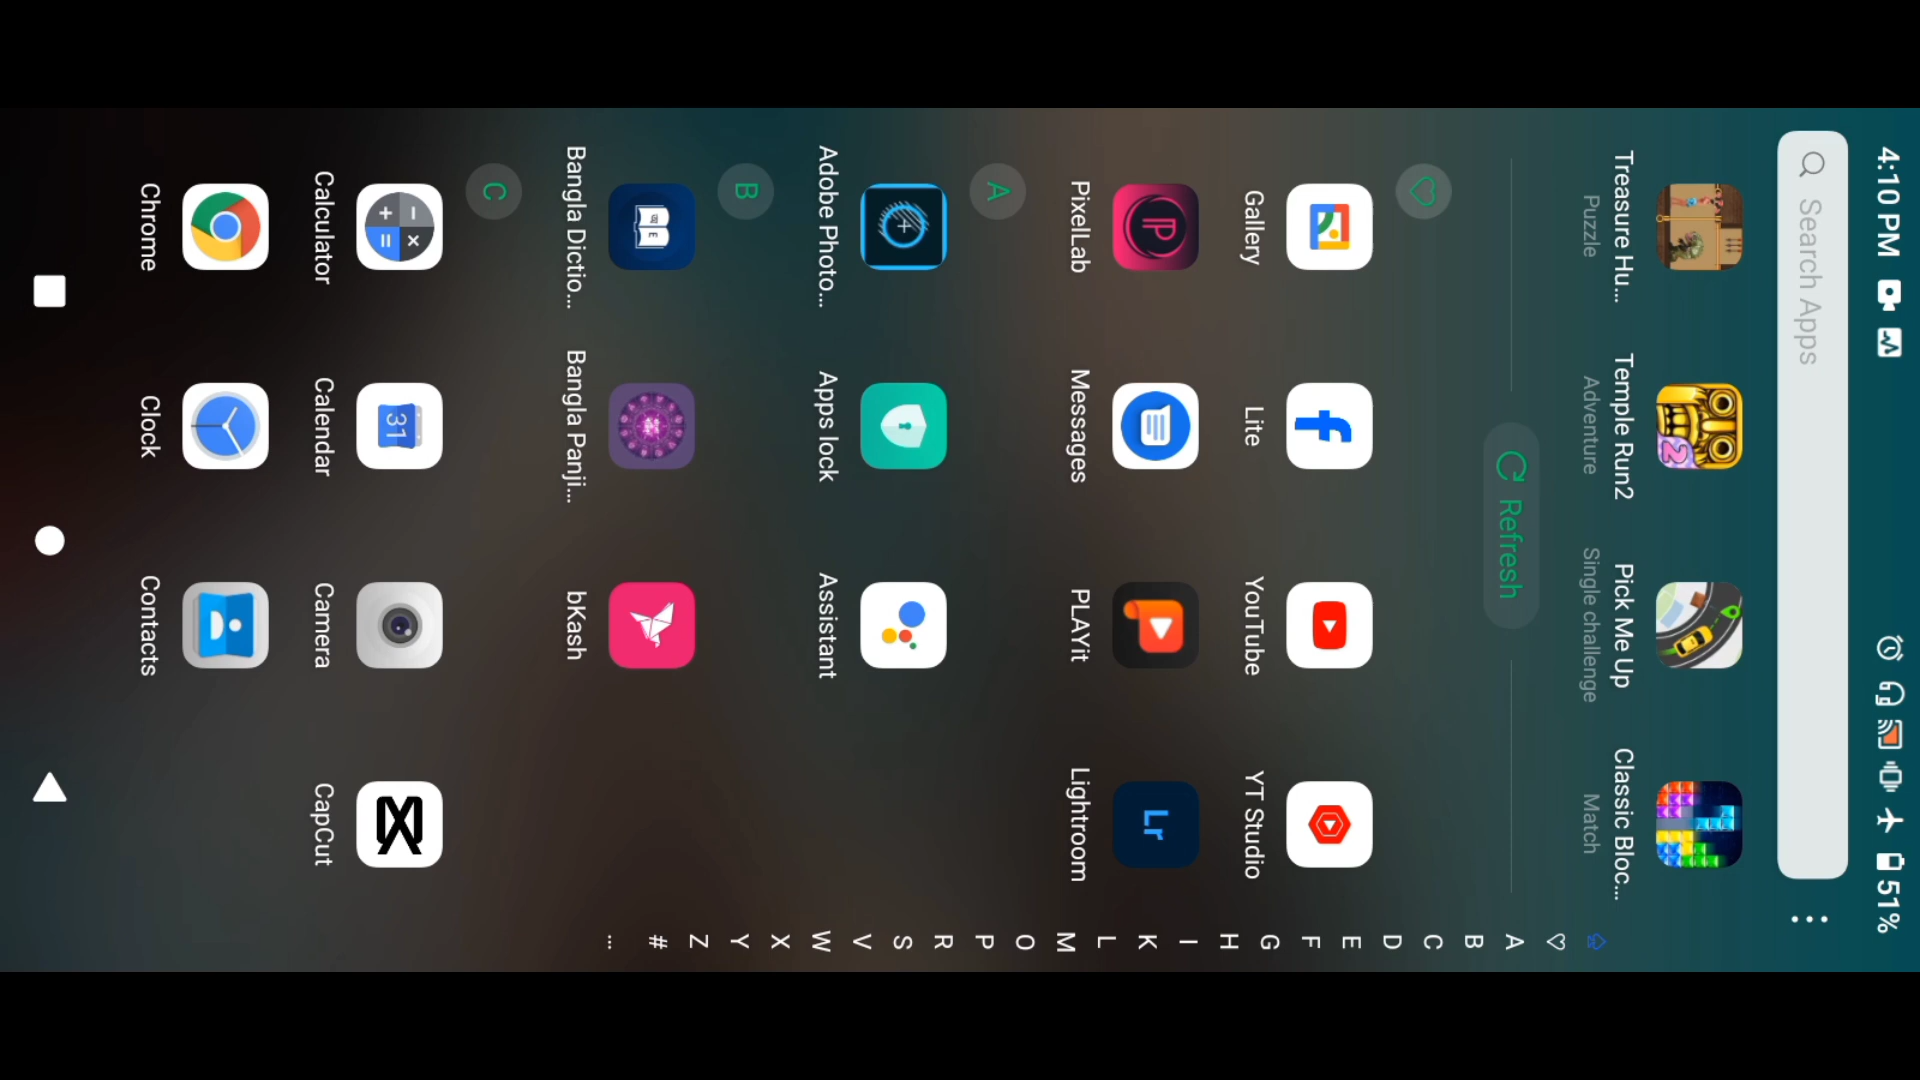 4:10 PM
51%
Search Apps
Treasure Hu...
Temple Run2
Pick Me Up
Classic Bloc...
Puzzle
Adventure
Single challenge
Match
Refresh
Gallery
Lite
YouTube
YT Studio
PixelLab
Messages
PLAYit
Lr
Lightroom
A
Adobe Photo...
Apps lock
Assistant
B
Bangla Dictio...
Bangla Panji...
bKash
C
31
Calculator
Calendar
Camera
CapCut
Chrome
Clock
Contacts
A
B
C
D
E
F
G
H
I
K
L
M
O
P
R
S
V
W
X
Y
Z
#
...